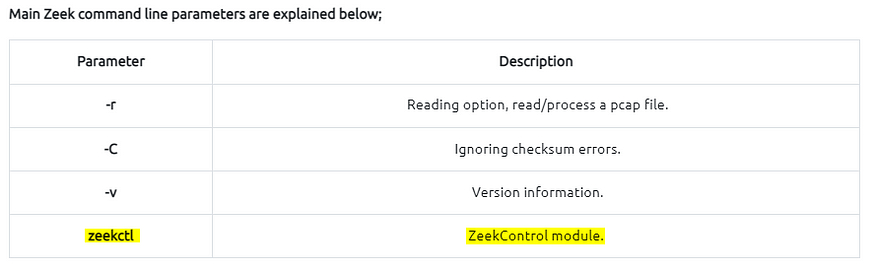 Main Zeek command line parameters are explained below;
Parameter Description
-r Reading option, read/process a pcap file.
-C Ignoring checksum errors.
-v Version information.
zeekctl ZeekControl module.